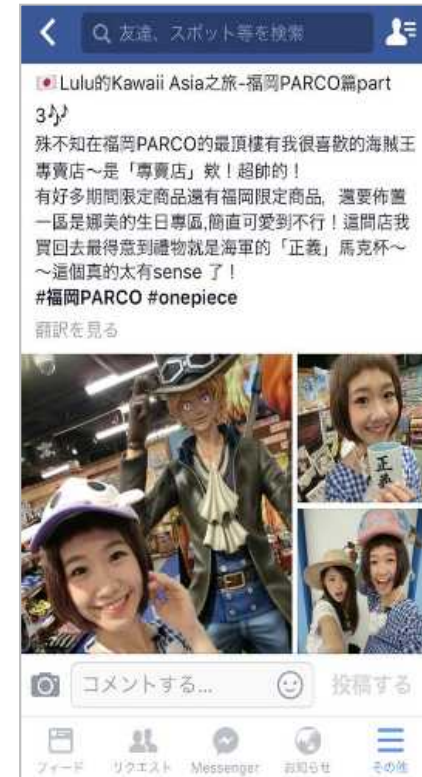 友達、スポット等を検索
Lulu的Kawaii Asia之旅-福岡PARCO篇part
3
殊不知在福岡PARCO的最頂樓有我很喜歡的海賊王
專賣店～是「專賣店」欸！超帥的！
有好多期間限定商品還有福岡限定商品，還要佈置
一區是娜美的生日專區,簡直可愛到不行！這間店我
買回去最得意到禮物就是海軍的「正義」馬克杯～
～這個真的太有sense 了！
#福岡PARCO #onepiece
翻訳を見る
正義
コメントする...
投稿する
フィード
リクエスト
Messenger
お知らせ
その他